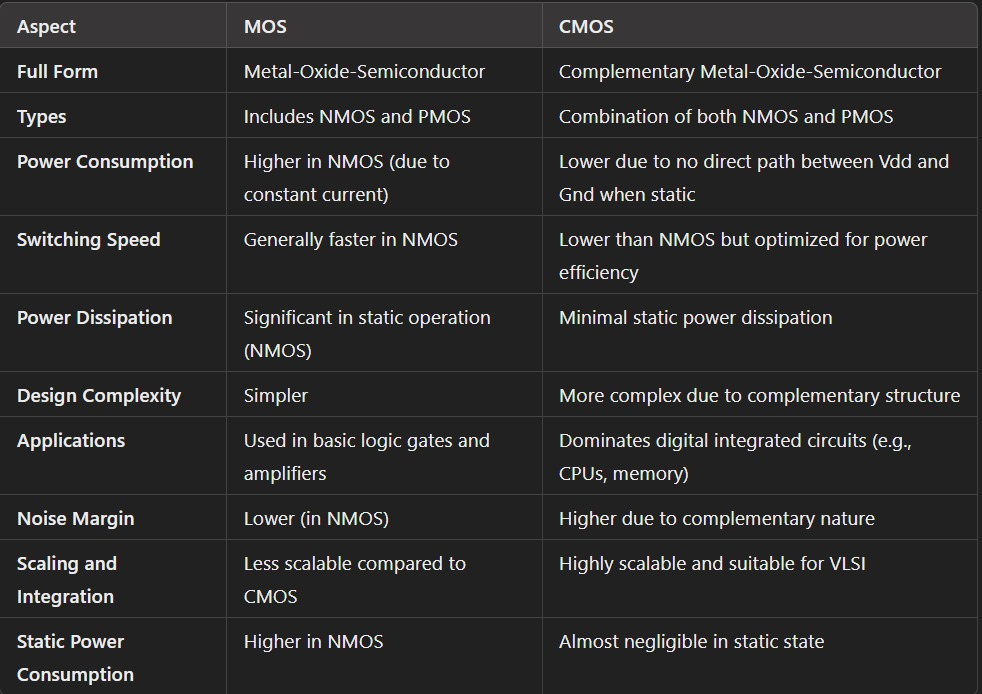 Aspect MOS CMOS
Full Form Metal-Oxide-Semiconductor Complementary Metal-Oxide-Semiconductor
Types Includes NMOS and PMOS Combination of both NMOS and PMOS
Power Consumption Higher in NMOS (due to Lower due to no direct path between Vdd and
constant current) Gnd when static
Switching Speed Generally faster in NMOS Lower than NMOS but optimized for power
efficiency
Power Dissipation Significant in static operation Minimal static power dissipation
(NMOS)
Design Complexity Simpler More complex due to complementary structure
Applications Used in basic logic gates and Dominates digital integrated circuits (e.g.,
amplifiers CPUs, memory)
Noise Margin Lower (in NMOS) Higher due to complementary nature
Scaling and Less scalable compared to Highly scalable and suitable for VLSI
Integration CMOS
Static Power Higher in NMOS Almost negligible in static state
Consumption